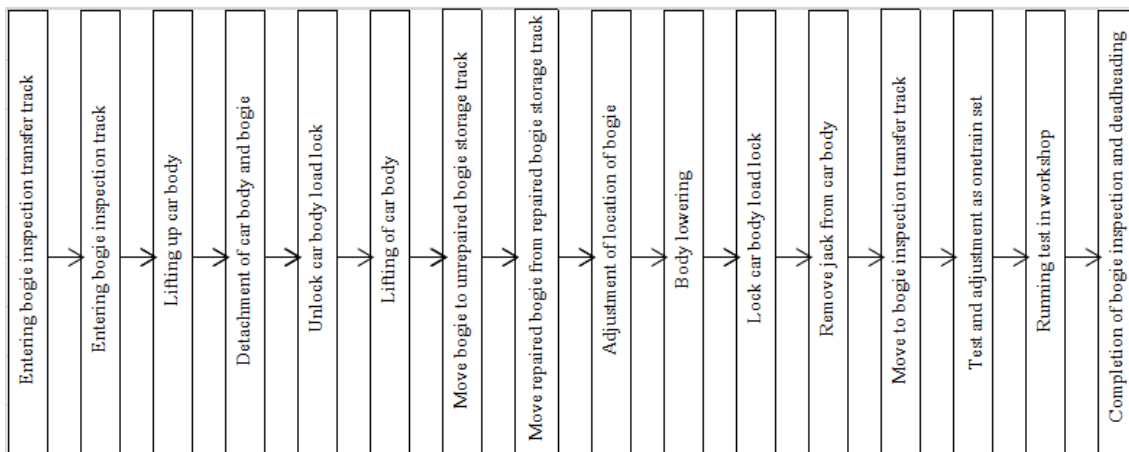 Entering bogie inspection transfer track
Entering bogie inspection track
Lifting up car body
Detachment of car body and bogie
Unlock car body load lock
Lifting of car body
Move bogie to unrepaired bogie storage track
Move repaired bogie from repaired bogie storage track
Adjustment of location of bogie
Body lowering
Lock car body load lock
Remove jack from car body
Move to bogie inspection transfer track
Test and adjustment as onetrain set
Running test in workshop
Completion of bogie inspection and deadheading